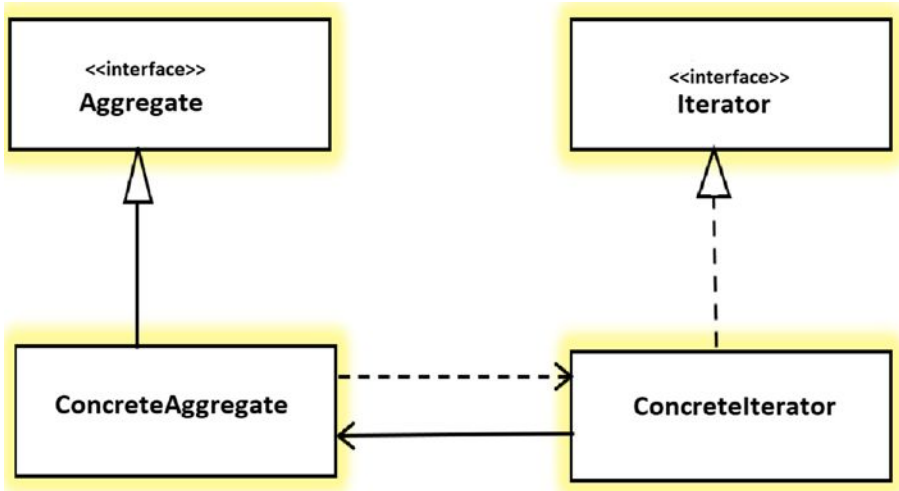 <<interface>>
Aggregate
<<interface>>
Iterator
ConcreteAggregate
ConcreteIterator